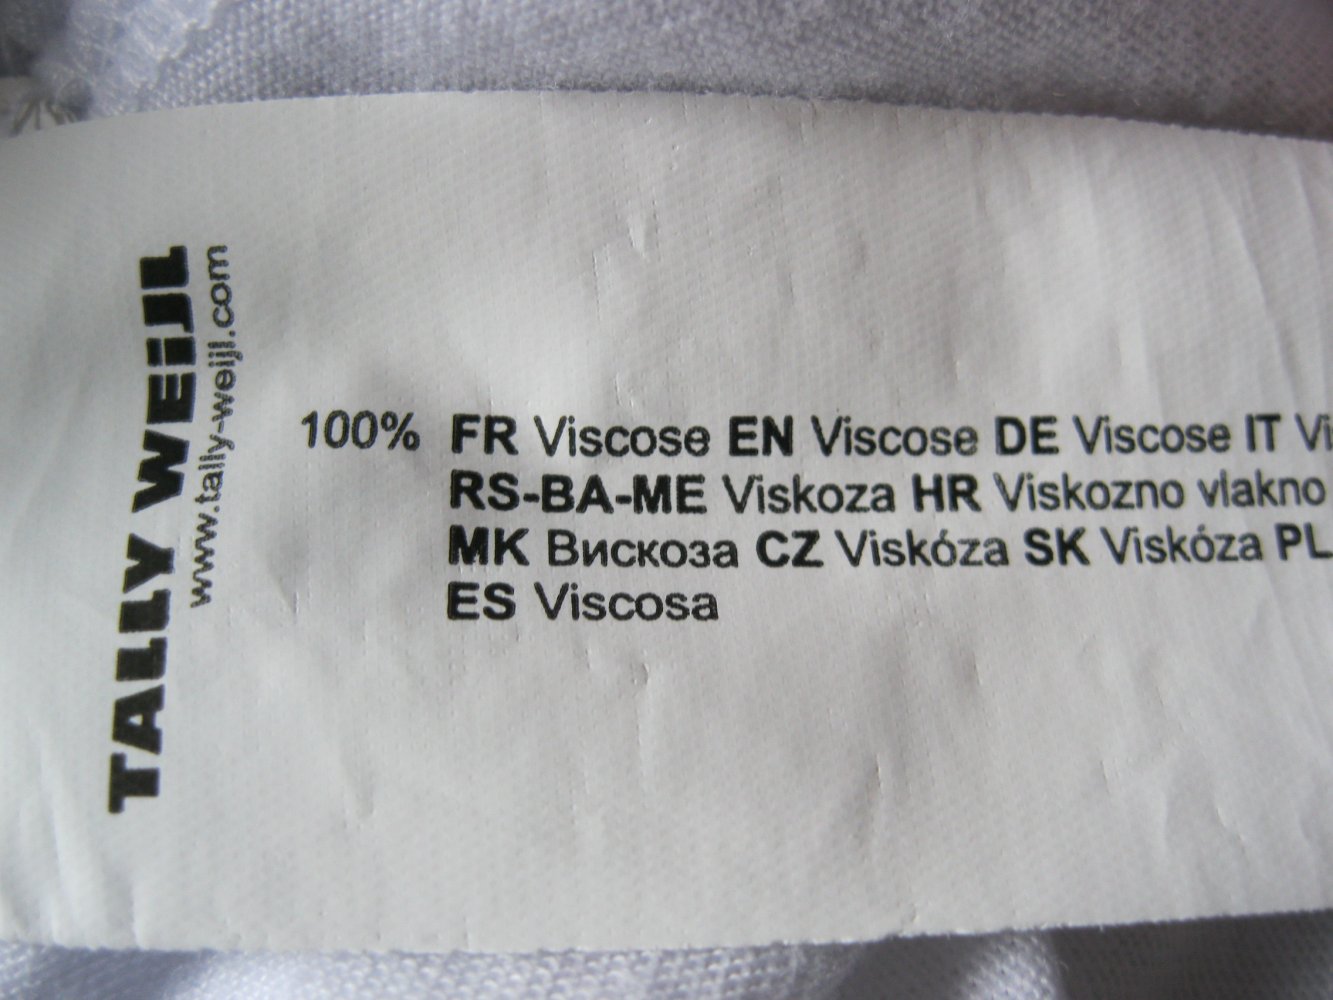 TALLY WEiJL
www.tally-weijl.com
100% FR Viscose EN Viscose DE Viscose IT
RS-BA-ME Viskoza HR Viskozno vlakno
MK Вискоза CZ Viskóza SK Viskóza PL
ES Viscosa